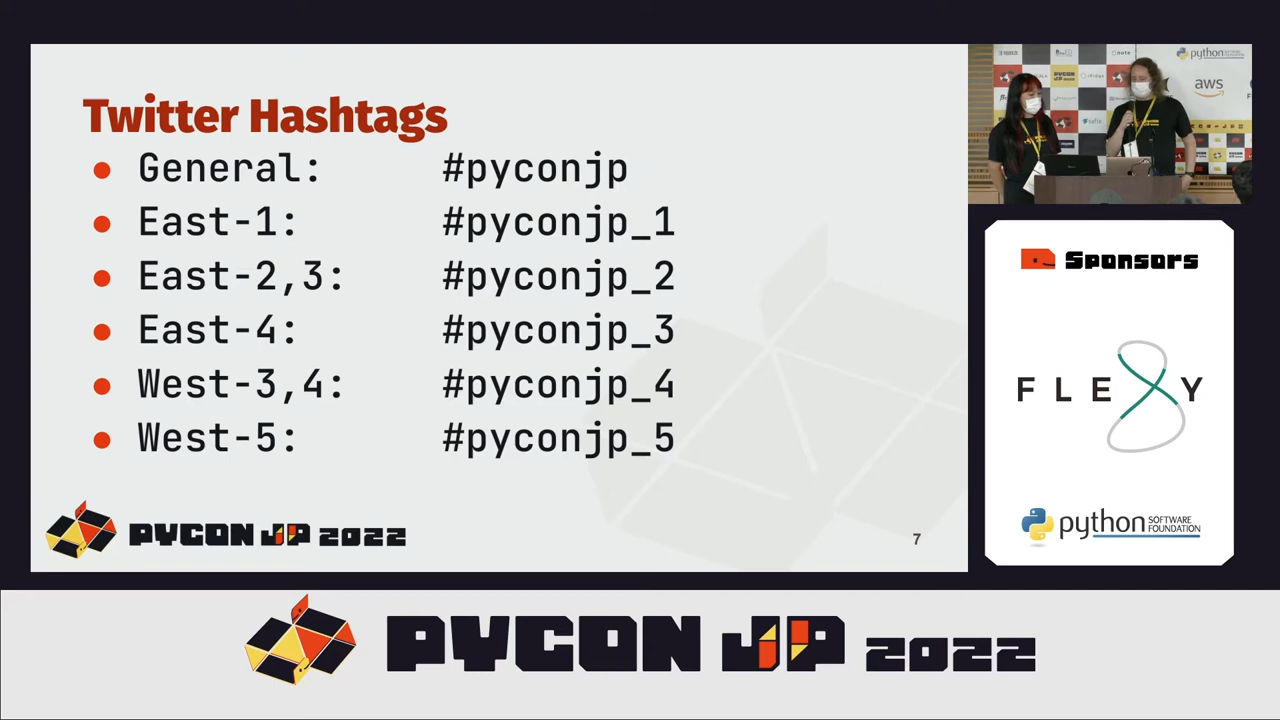 Twitter Hashtags
General: #pyconjp
East-1: #pyconjp_1
East-2,3: #pyconjp_2
East-4: #pyconjp_3
West-3,4: #pyconjp_4
West-5: #pyconjp_5
PYCON JP 2022
7
python
aws
Sponsors
FLEXY
python SOFTWARE
FOUNDATION
PYCON JP 2022